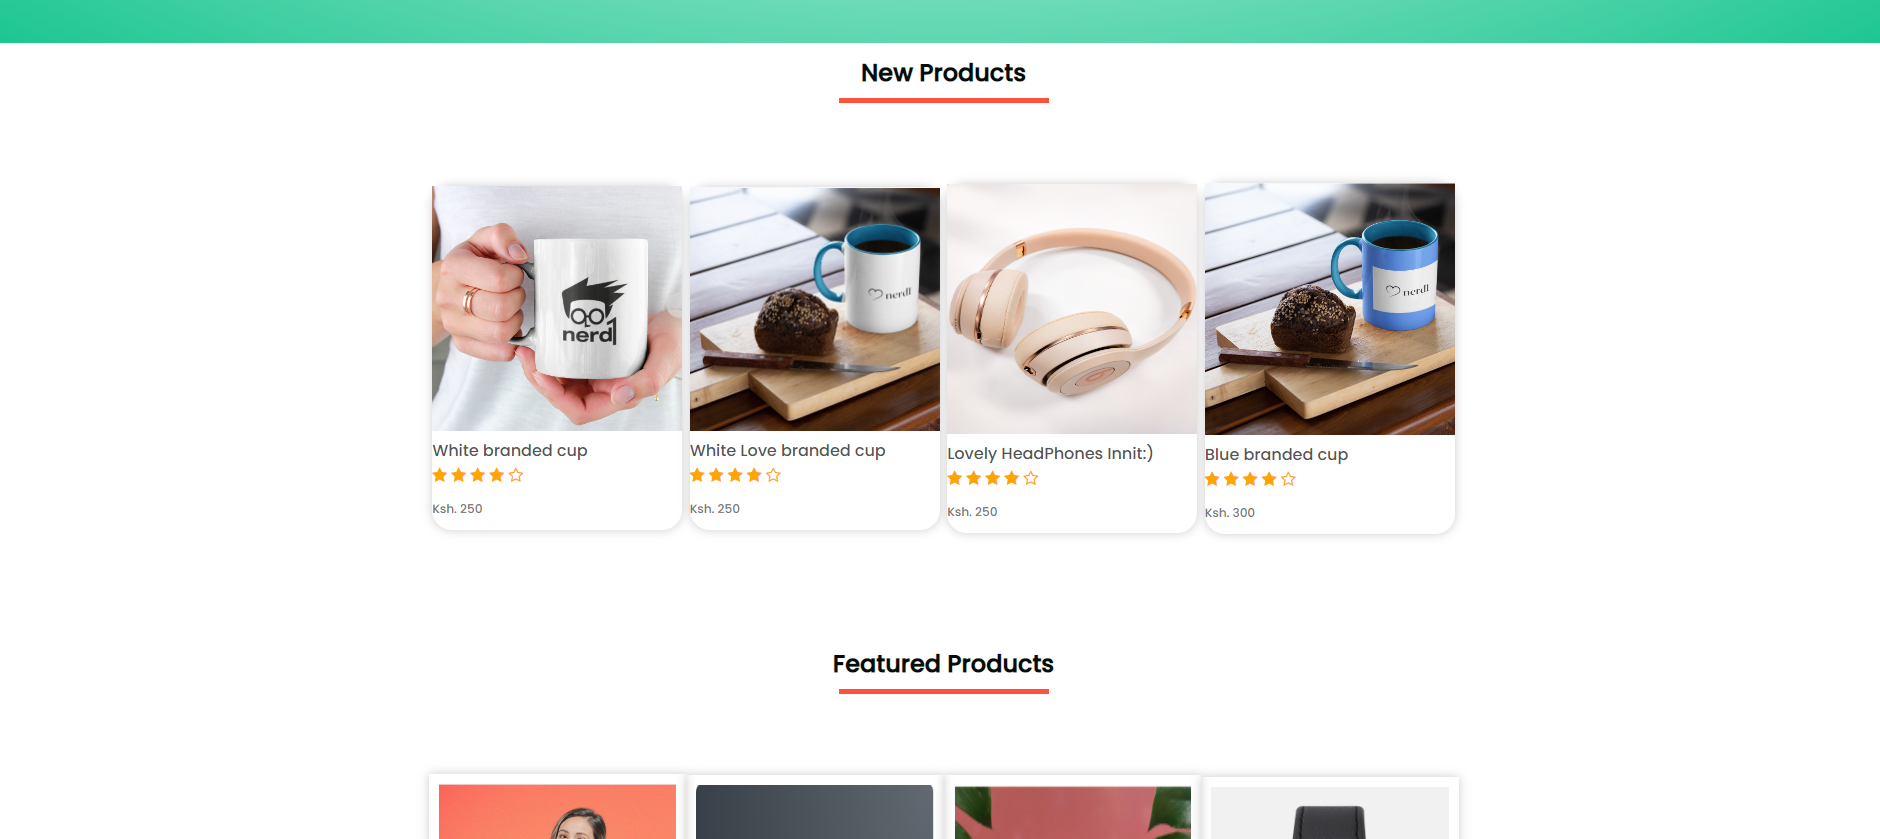 New Products
nerd
nerdl
nerdl
White branded cup
White Love branded cup
Lovely HeadPhones Innit:)
Blue branded cup
Ksh. 250
Ksh. 250
Ksh. 250
Ksh. 300
Featured Products